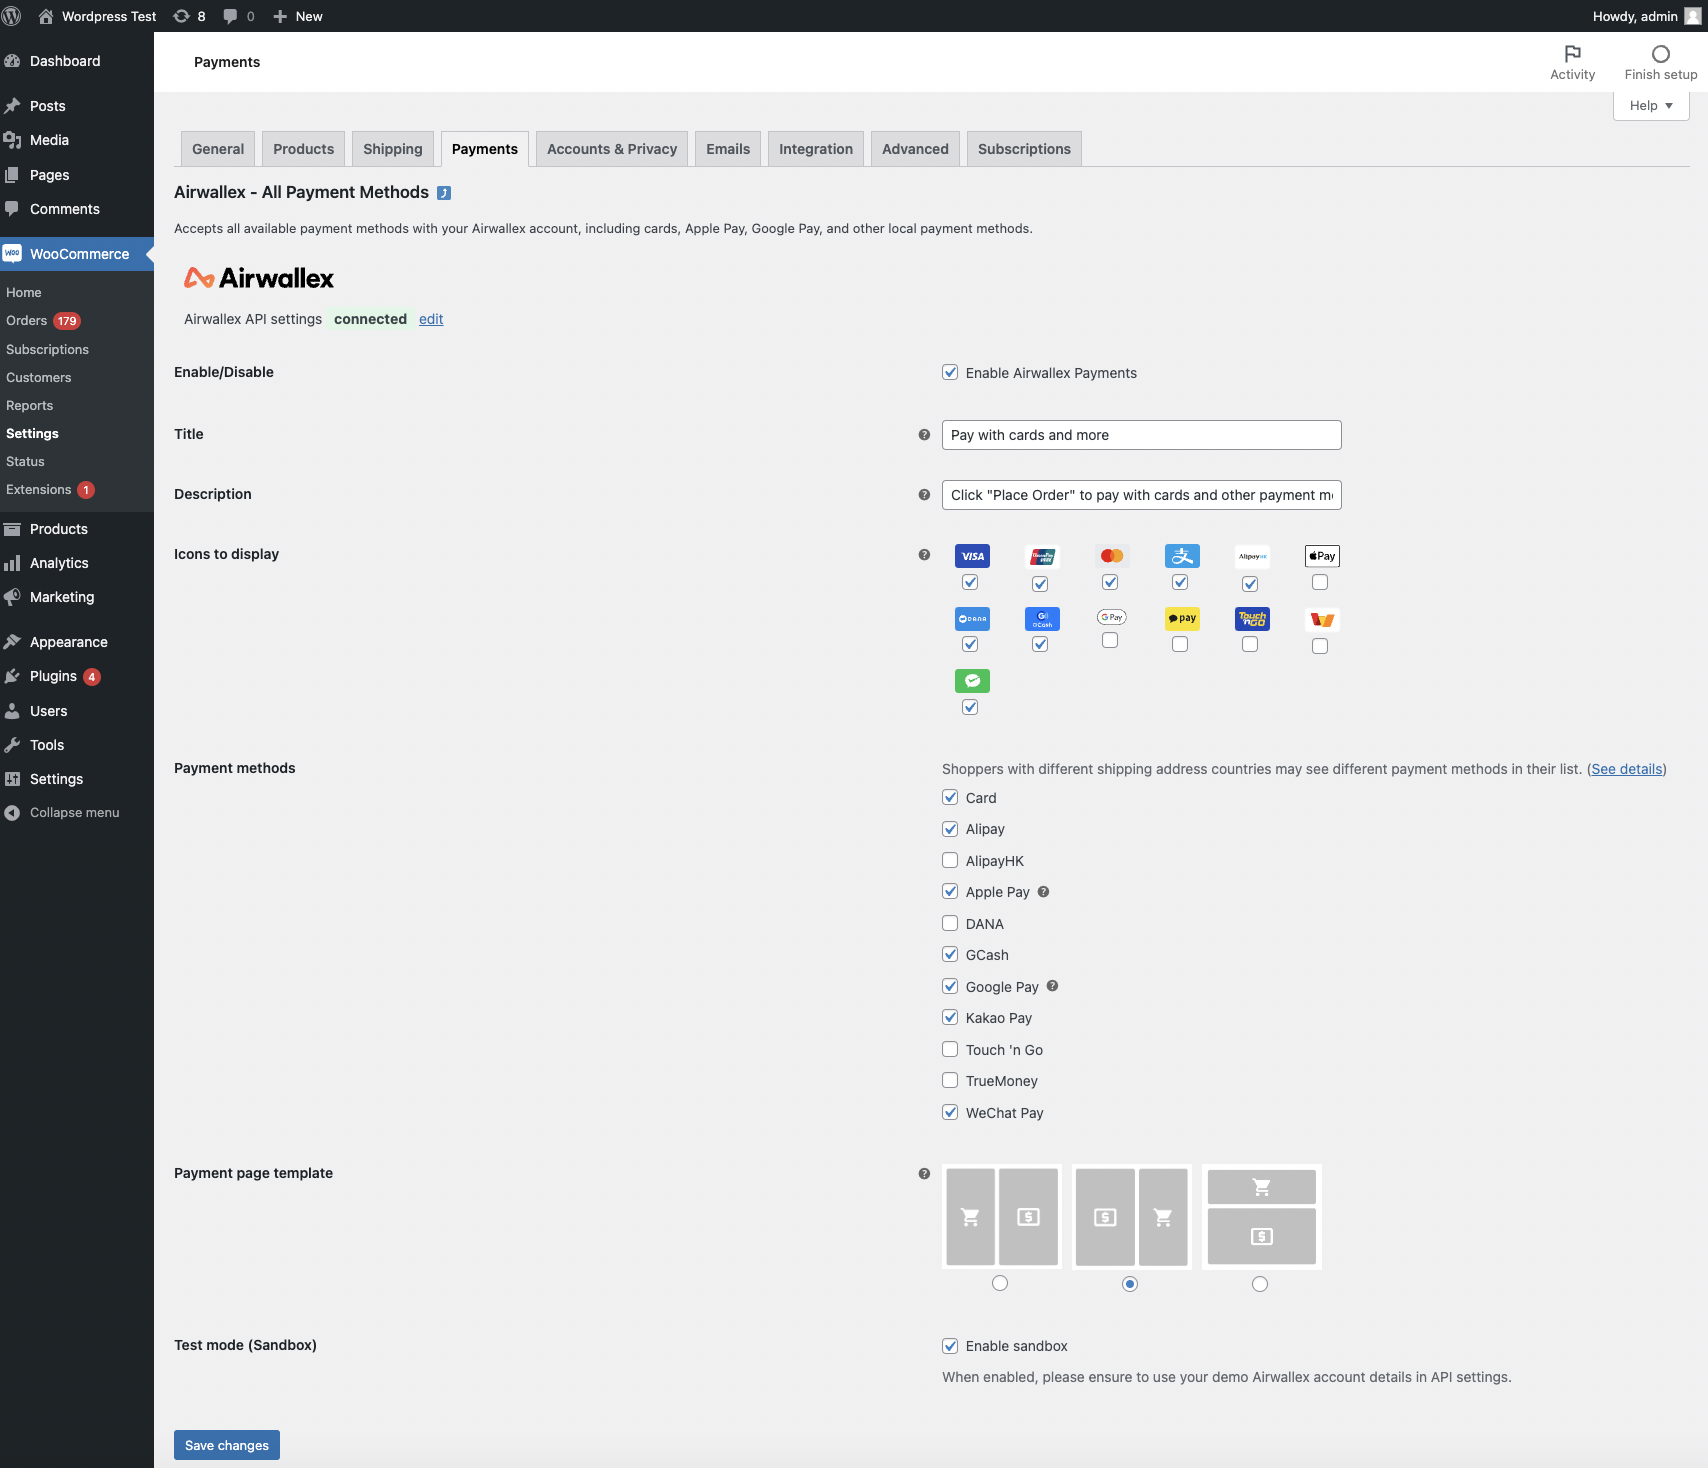 Wordpress Test 8 0 New Howdy, admin
Dashboard
Posts
Media
Pages
Comments
WooCommerce
Home
Orders 179
Subscriptions
Customers
Reports
Settings
Status
Extensions 1
Products
Analytics
Marketing
Appearance
Plugins 4
Users
Tools
Settings
Collapse menu
Payments
Activity
Finish setup
Help
General Products Shipping Payments Accounts & Privacy Emails Integration Advanced Subscriptions
Airwallex - All Payment Methods
Accepts all available payment methods with your Airwallex account, including cards, Apple Pay, Google Pay, and other local payment methods.
Airwallex
Airwallex API settings connected edit
Enable/Disable
Enable Airwallex Payments
Title
Pay with cards and more
Description
Click "Place Order" to pay with cards and other payment m
Icons to display
VISA AlipayHK Pay
DANA GCash G Pay pay Touch 'n GO
Payment methods
Shoppers with different shipping address countries may see different payment methods in their list. (See details)
Card
Alipay
AlipayHK
Apple Pay
DANA
GCash
Google Pay
Kakao Pay
Touch 'n Go
TrueMoney
WeChat Pay
Payment page template
Test mode (Sandbox)
Enable sandbox
When enabled, please ensure to use your demo Airwallex account details in API settings.
Save changes